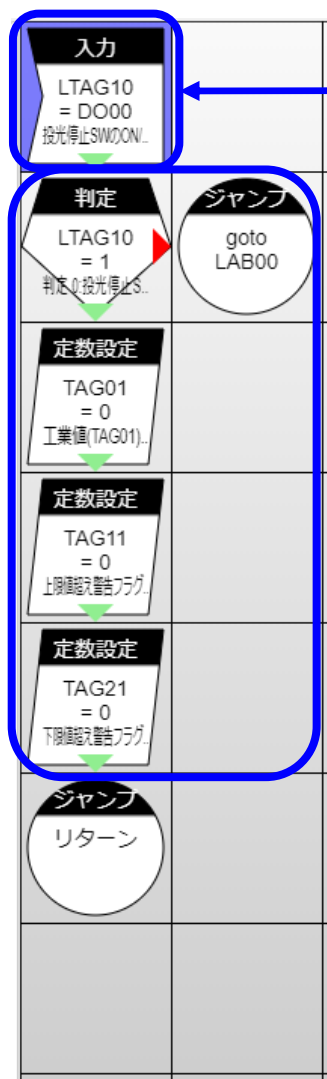 入力
LTAG10
= DO00
投光停止SWのON/..
判定
LTAG10
= 1
判定 0:投光停止S..
ジャンプ
goto
LAB00
定数設定
TAG01
= 0
工業値(TAG01)..
定数設定
TAG11
= 0
上限値超え警告フラグ..
定数設定
TAG21
= 0
下限値超え警告フラグ..
ジャンプ
リターン